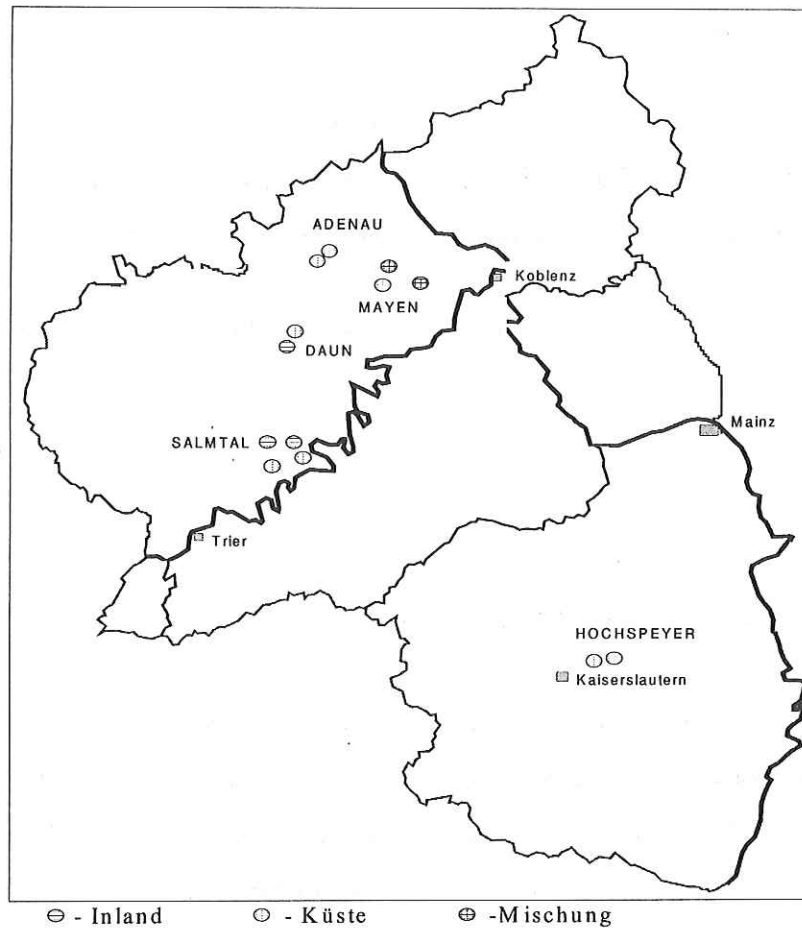 ADENAU
Koblenz
MAYEN
DAUN
Mainz
SALMTAL
Trier
HOCHSPEYER
Kaiserslautern
- Inland - Küste -Mischung